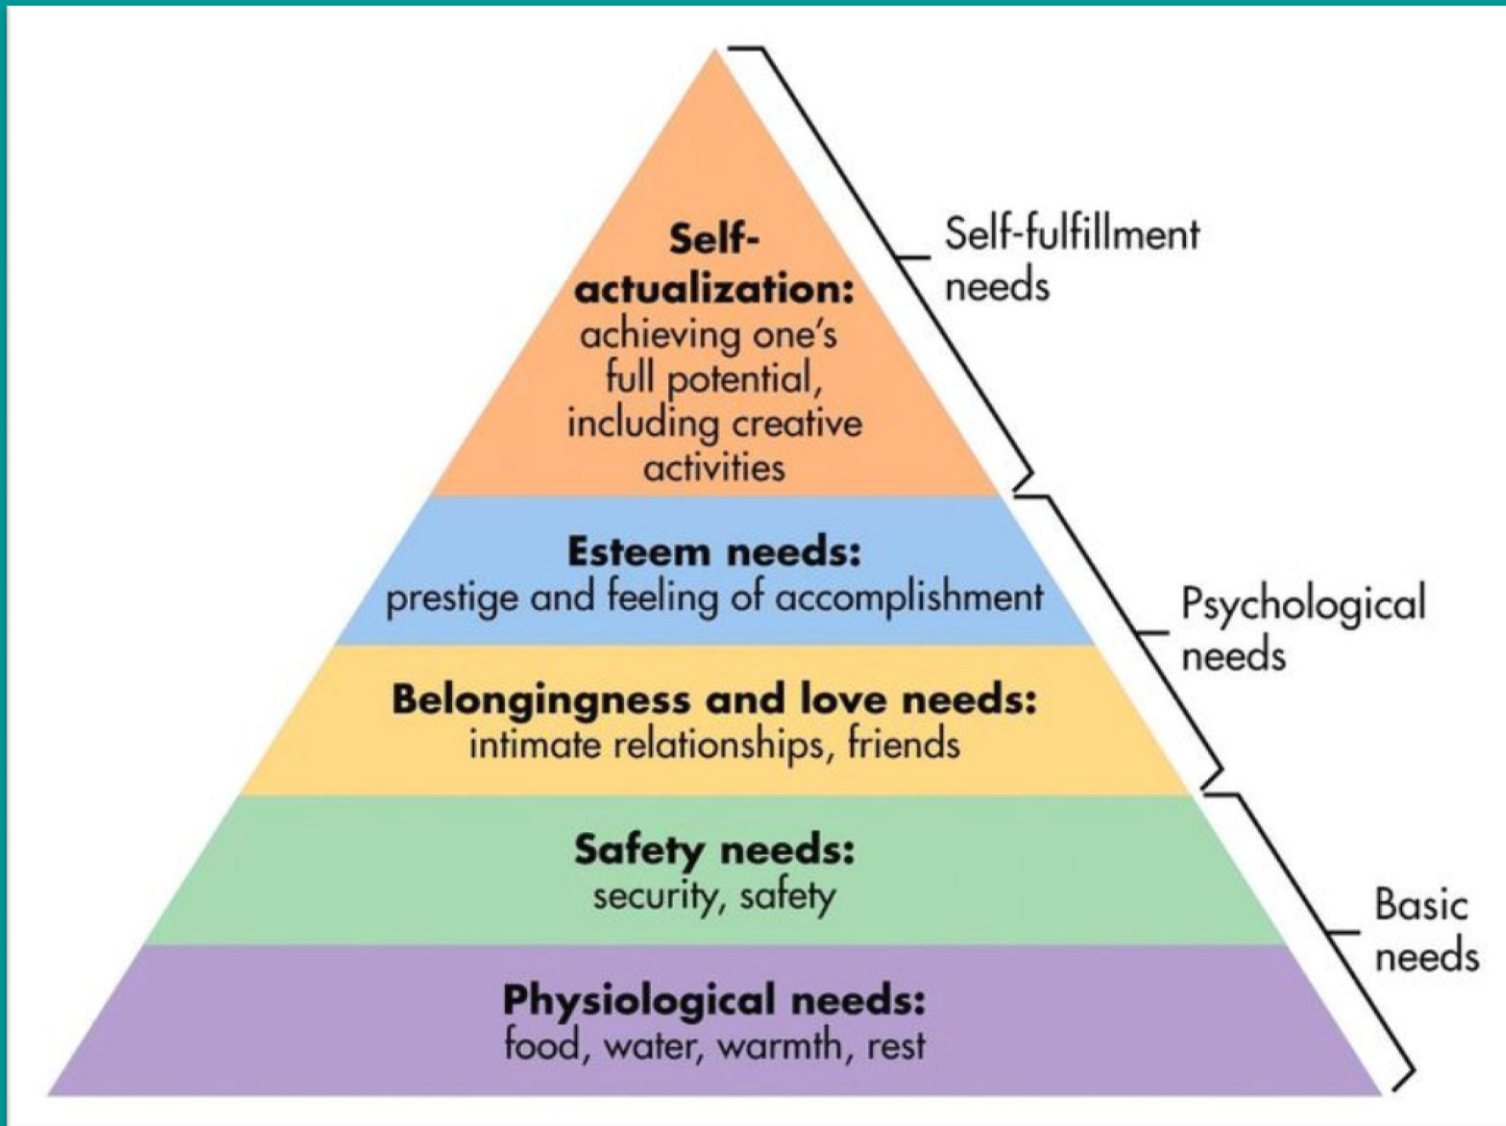 Self-
actualization:
achieving one's
full potential,
including creative
activities
Self-fulfillment
needs
Esteem needs:
prestige and feeling of accomplishment
Psychological
needs
Belongingness and love needs:
intimate relationships, friends
Safety needs:
security, safety
Basic
needs
Physiological needs:
food, water, warmth, rest